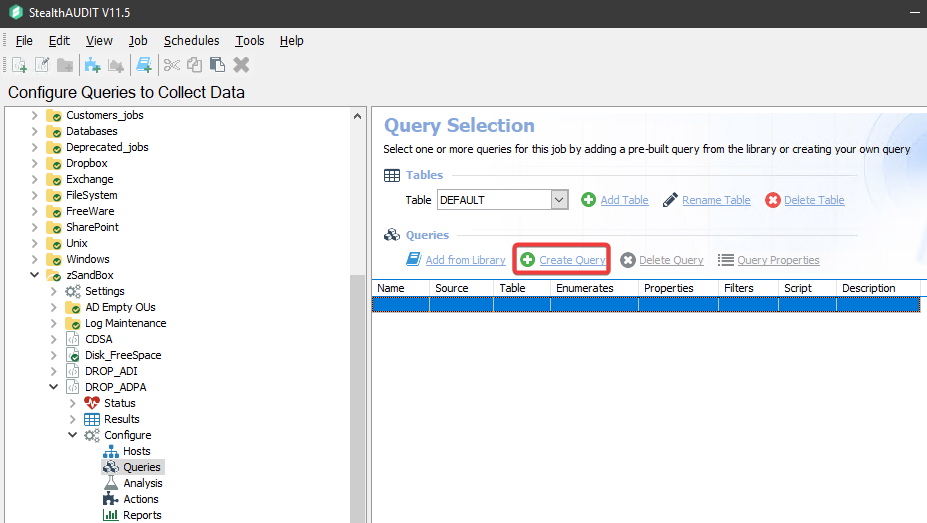 StealthAUDIT V11.5
File Edit View Job Schedules Tools Help
Configure Queries to Collect Data
Customers_jobs
Databases
Deprecated_jobs
Dropbox
Exchange
FileSystem
FreeWare
SharePoint
Unix
Windows
zSandBox
Settings
AD Empty OUs
Log Maintenance
CDSA
Disk_FreeSpace
DROP_ADI
DROP_ADPA
Status
Results
Configure
Hosts
Queries
Analysis
Actions
Reports
Query Selection
Select one or more queries for this job by adding a pre-built query from the library or creating your own query
Tables
Table DEFAULT Add Table Rename Table Delete Table
Queries
Add from Library Create Query Delete Query Query Properties
Name Source Table Enumerates Properties Filters Script Description